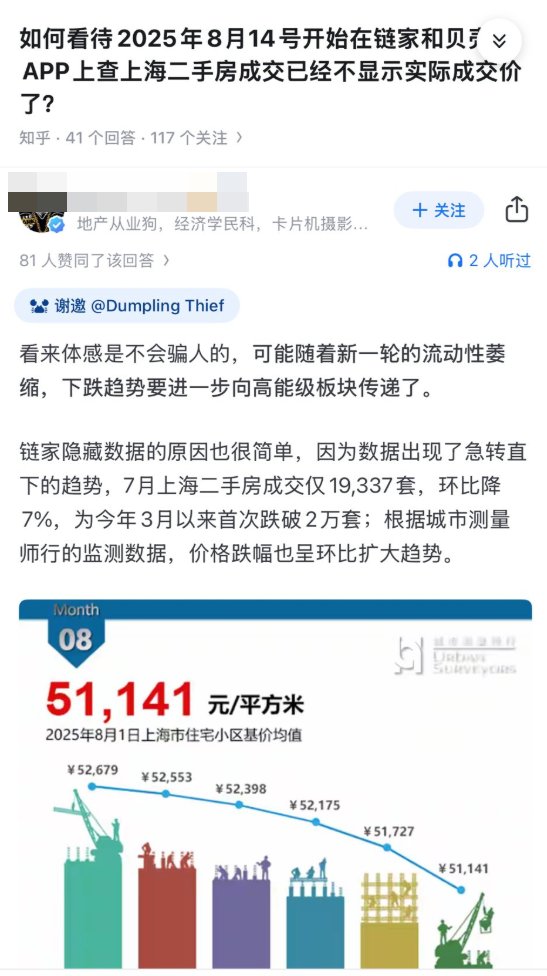 如何看待2025年8月14号开始在链家和贝
APP上查上海二手房成交已经不显示实际成交价
了?
知乎 · 41 个回答 · 117 个关注 >
地产从业狗，经济学民科，卡片机摄影…
+ 关注
81 人赞同了该回答 >
2 人听过
谢邀 @Dumpling Thief
看来体感是不会骗人的，可能随着新一轮的流动性萎
缩，下跌趋势要进一步向高能级板块传递了。
链家隐藏数据的原因也很简单，因为数据出现了急转直
下的趋势，7月上海二手房成交仅19,337套，环比降
7%，为今年3月以来首次跌破2万套；根据城市测量
师行的监测数据，价格跌幅也呈环比扩大趋势。
Month
08
城市测量师行
URBAN
SURVEYORS
51,141 元/平方米
2025年8月1日上海市住宅小区基价均值
¥52,679
¥52,553
¥52,398
¥52,175
¥51,727
¥51,141